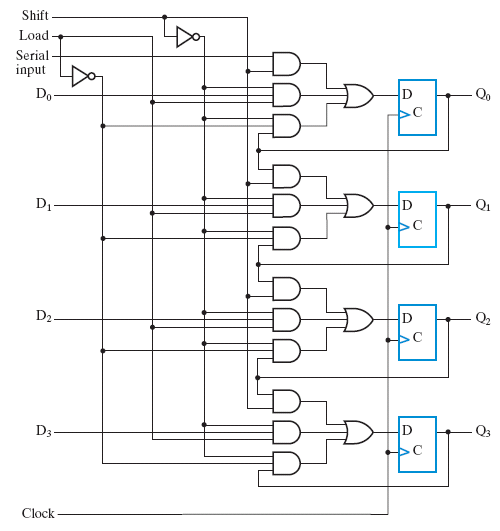 Shift
Load
Serial
input
D₀
D
C
Q₀
D₁
D
C
Q₁
D₂
D
C
Q₂
D₃
D
C
Q₃
Clock